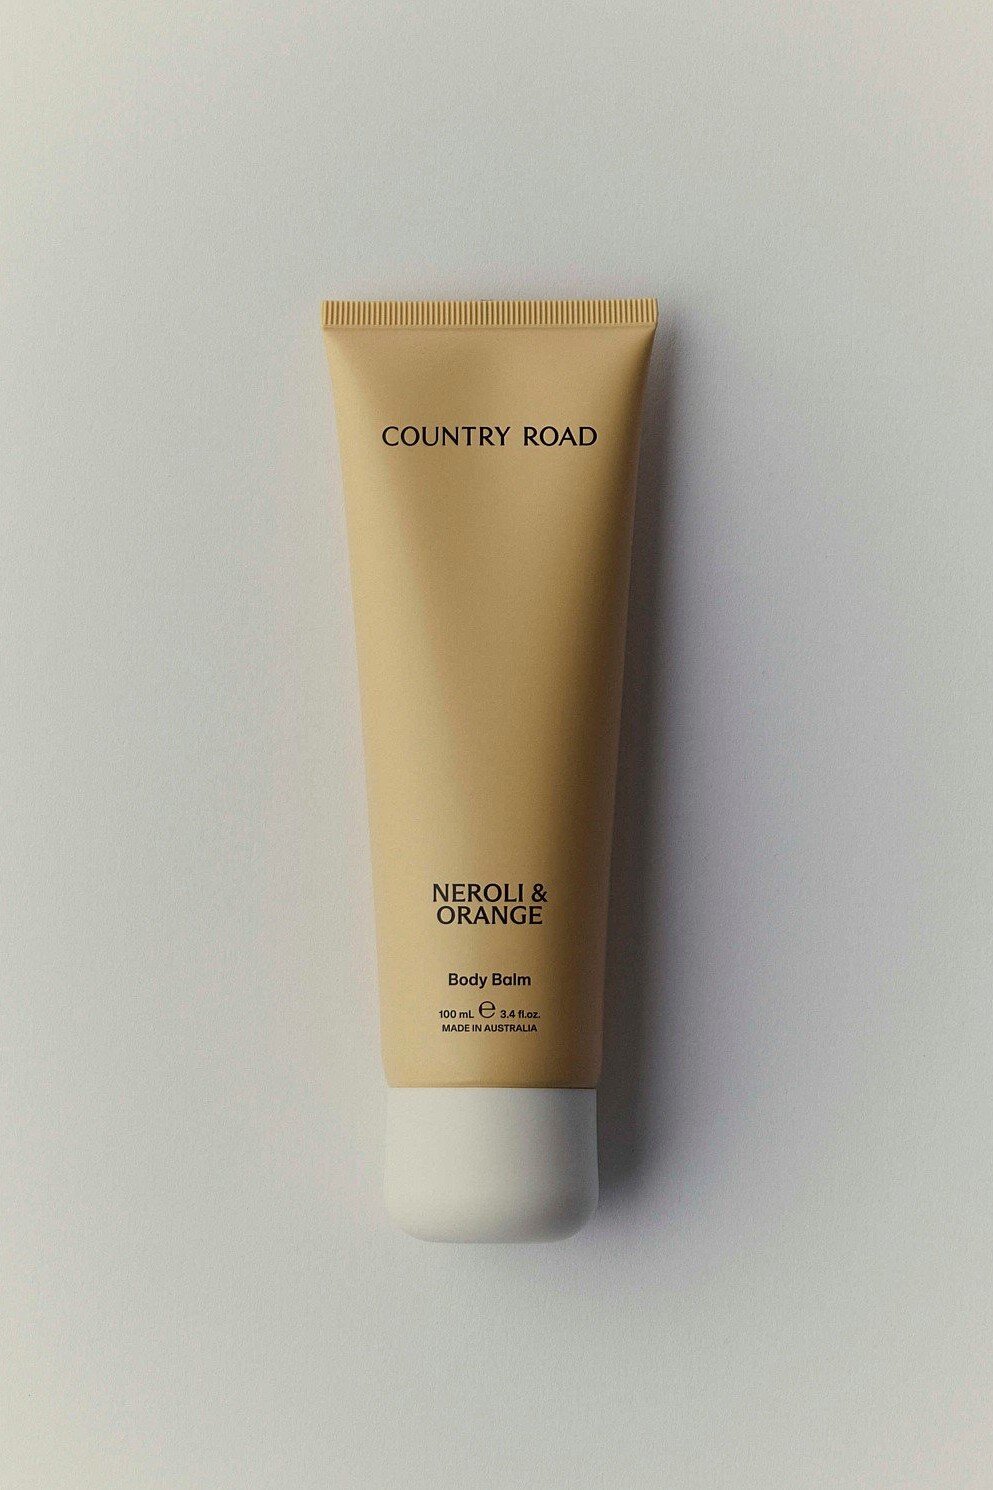 COUNTRY ROAD
NEROLI &
ORANGE
Body Balm
100 mL ℮ 3.4 fl.oz.
MADE IN AUSTRALIA